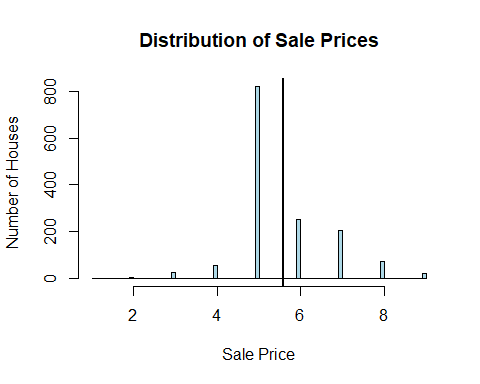 Distribution of Sale Prices
Number of Houses
800
600
400
200
0
2 4 6 8
Sale Price